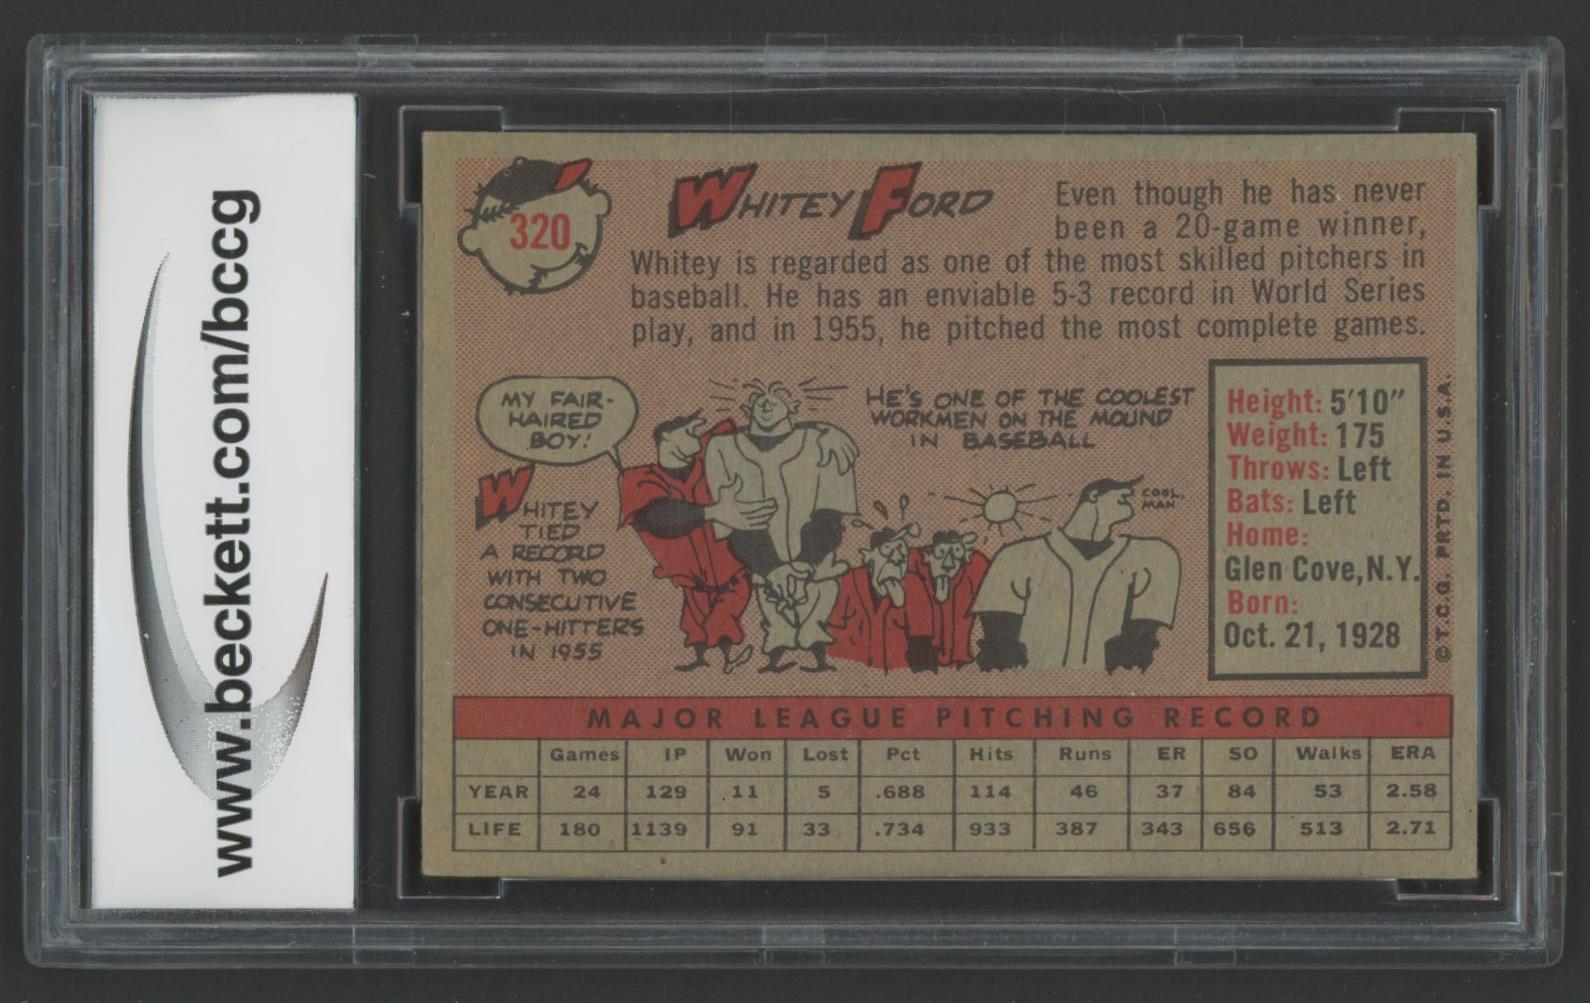 www.beckett.com/bccg
320
WHITEY FORD
Even though he has never
been a 20-game winner,
Whitey is regarded as one of the most skilled pitchers in
baseball. He has an enviable 5-3 record in World Series
play, and in 1955, he pitched the most complete games.
MY FAIR-
HAIRED
BOY!
WHITEY
TIED
A RECORD
WITH TWO
CONSECUTIVE
ONE-HITTERS
IN 1955
HE'S ONE OF THE COOLEST
WORKMEN ON THE MOUND
IN BASEBALL
COOL,
MAN
Height: 5'10"
Weight: 175
Throws: Left
Bats: Left
Home:
Glen Cove, N.Y.
Born:
Oct. 21, 1928
©T.C.G. PRTD. IN U.S.A.
MAJOR LEAGUE PITCHING RECORD
Games IP Won Lost Pct Hits Runs ER SO Walks ERA
YEAR 24 129 11 5 .688 114 46 37 84 53 2.58
LIFE 180 1139 91 33 .734 933 387 343 656 513 2.71